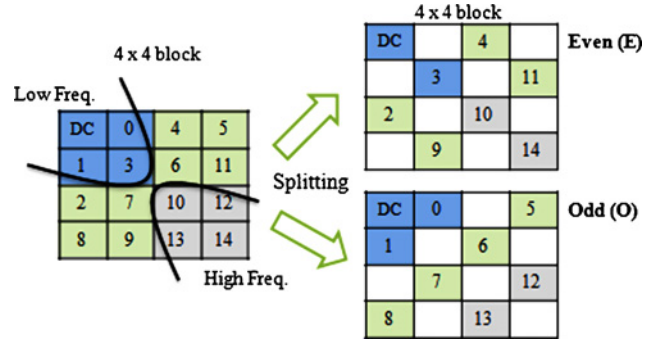 4 x 4 block
4 x 4 block
DC 4 Even (E)
3 11
Low Freq.
2 10
9 14
DC 0 4 5
1 3 6 11
2 7 10 12
8 9 13 14
Splitting
High Freq.
DC 0 5 Odd (O)
1 6
7 12
8 13